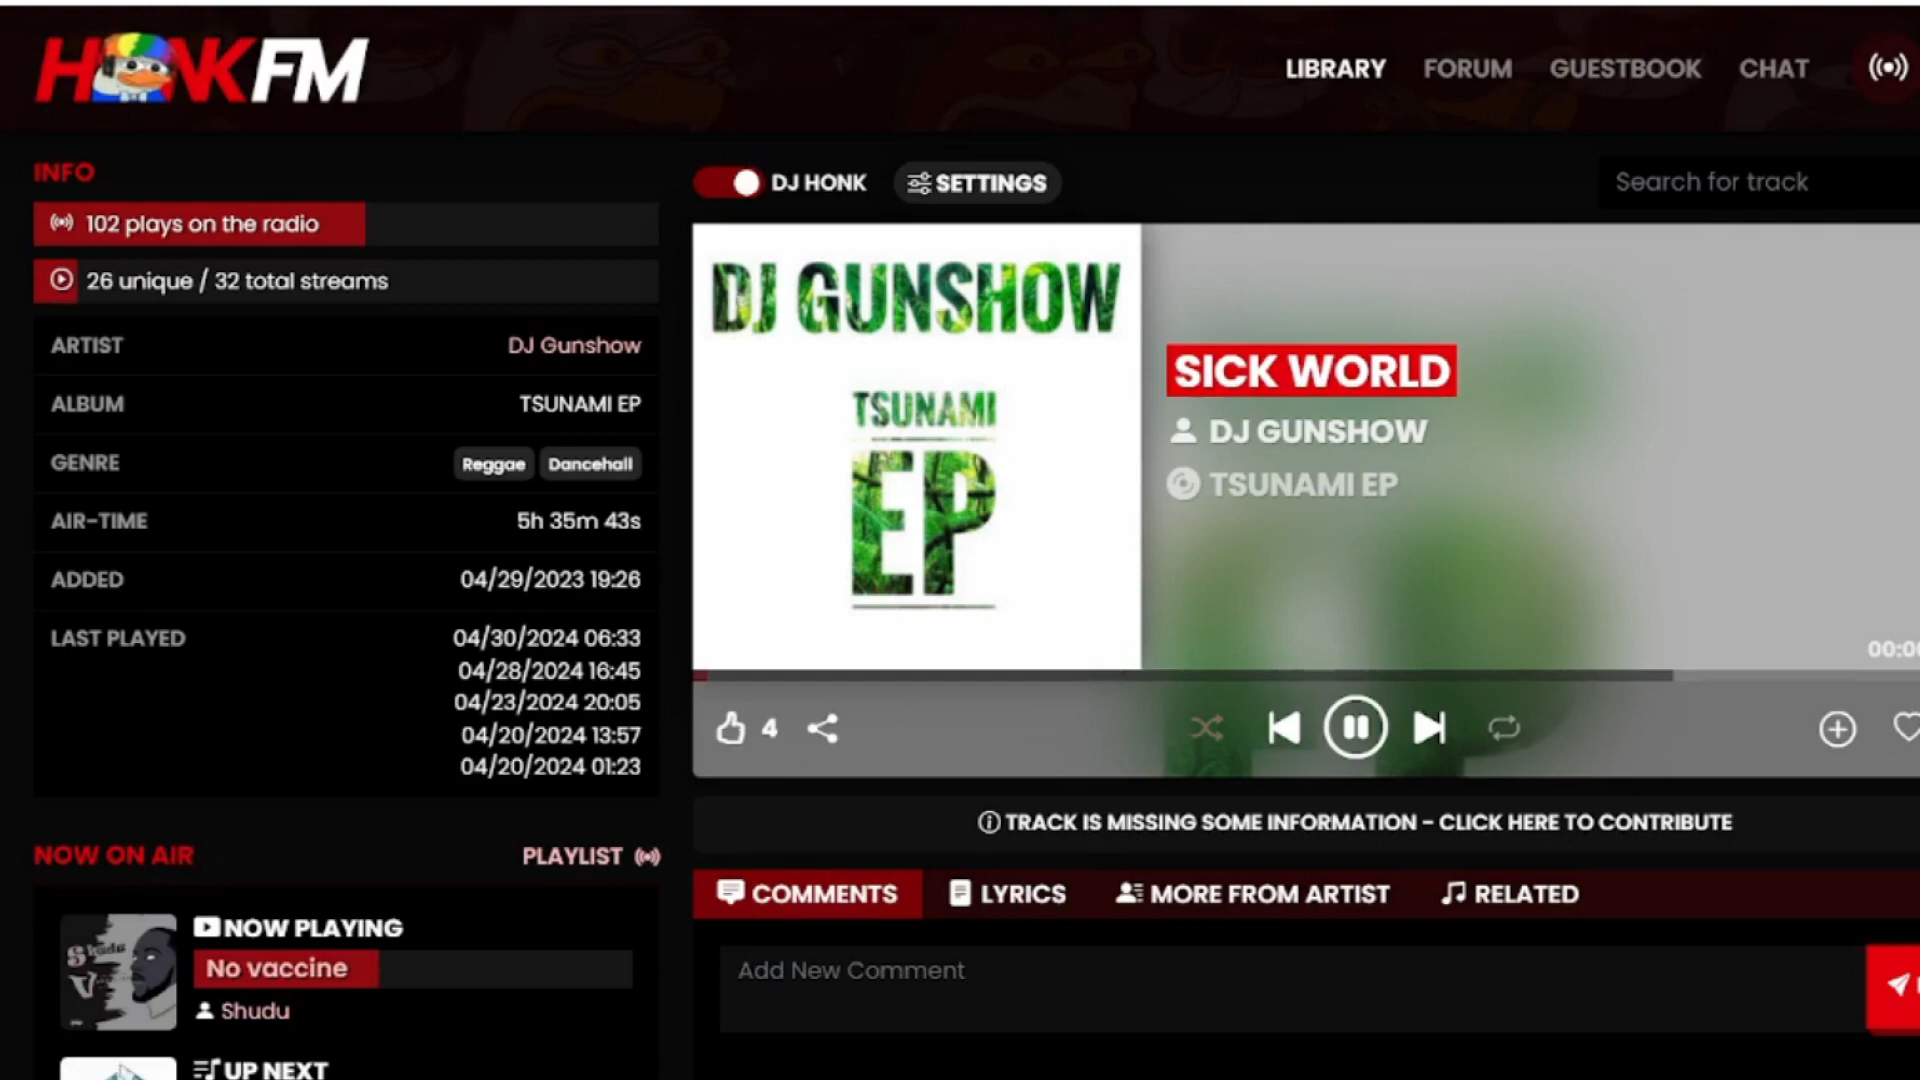 HONKFM
LIBRARY FORUM GUESTBOOK CHAT
INFO
102 plays on the radio
26 unique / 32 total streams
ARTIST DJ Gunshow
ALBUM TSUNAMI EP
GENRE Reggae Dancehall
AIR-TIME 5h 35m 43s
ADDED 04/29/2023 19:26
LAST PLAYED 04/30/2024 06:33
04/28/2024 16:45
04/23/2024 20:05
04/20/2024 13:57
04/20/2024 01:23
NOW ON AIR PLAYLIST
NOW PLAYING
No vaccine
Shudu
UP NEXT
DJ HONK SETTINGS Search for track
DJ GUNSHOW
TSUNAMI
EP
SICK WORLD
DJ GUNSHOW
TSUNAMI EP
00:0
4
TRACK IS MISSING SOME INFORMATION - CLICK HERE TO CONTRIBUTE
COMMENTS LYRICS MORE FROM ARTIST RELATED
Add New Comment